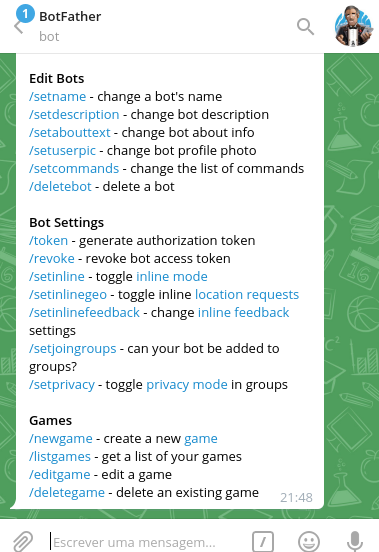 1
BotFather
bot
Edit Bots
/setname - change a bot's name
/setdescription - change bot description
/setabouttext - change bot about info
/setuserpic - change bot profile photo
/setcommands - change the list of commands
/deletebot - delete a bot
Bot Settings
/token - generate authorization token
/revoke - revoke bot access token
/setinline - toggle inline mode
/setinlinegeo - toggle inline location requests
/setinlinefeedback - change inline feedback
settings
/setjoingroups - can your bot be added to
groups?
/setprivacy - toggle privacy mode in groups
Games
/newgame - create a new game
/listgames - get a list of your games
/editgame - edit a game
/deletegame - delete an existing game
21:48
Escrever uma mensagem...
/